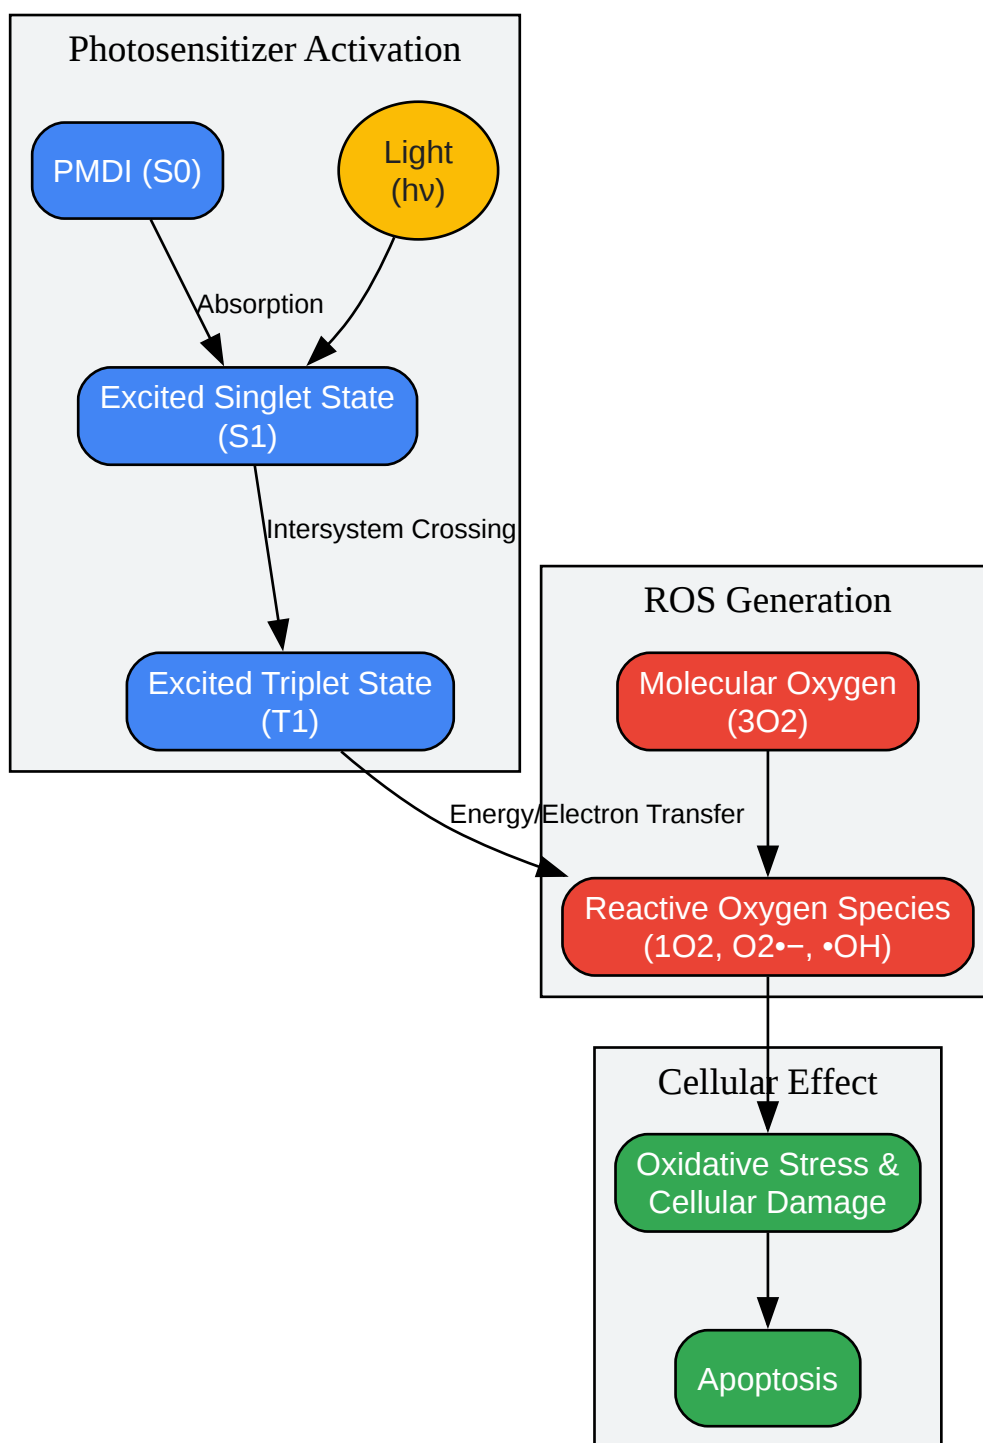 Photosensitizer Activation
PMDI (S0)
Light
(hν)
Absorption
Excited Singlet State
(S1)
Intersystem Crossing
Excited Triplet State
(T1)
ROS Generation
Molecular Oxygen
(3O2)
Energy/Electron Transfer
Reactive Oxygen Species
(1O2, O2•−, •OH)
Cellular Effect
Oxidative Stress &
Cellular Damage
Apoptosis